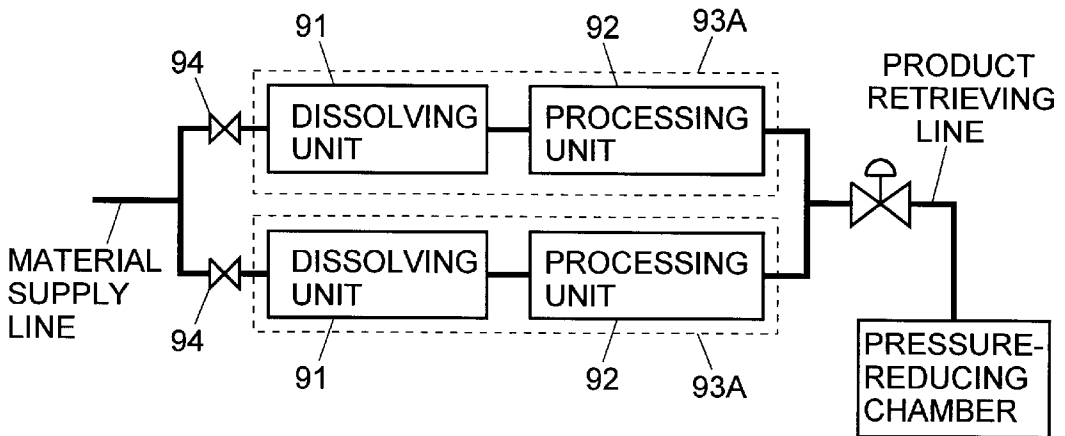 91
92
93A
94
PRODUCT
RETRIEVING
LINE
DISSOLVING
UNIT
PROCESSING
UNIT
MATERIAL
SUPPLY
LINE
DISSOLVING
UNIT
PROCESSING
UNIT
94
91
92
93A
PRESSURE-
REDUCING
CHAMBER